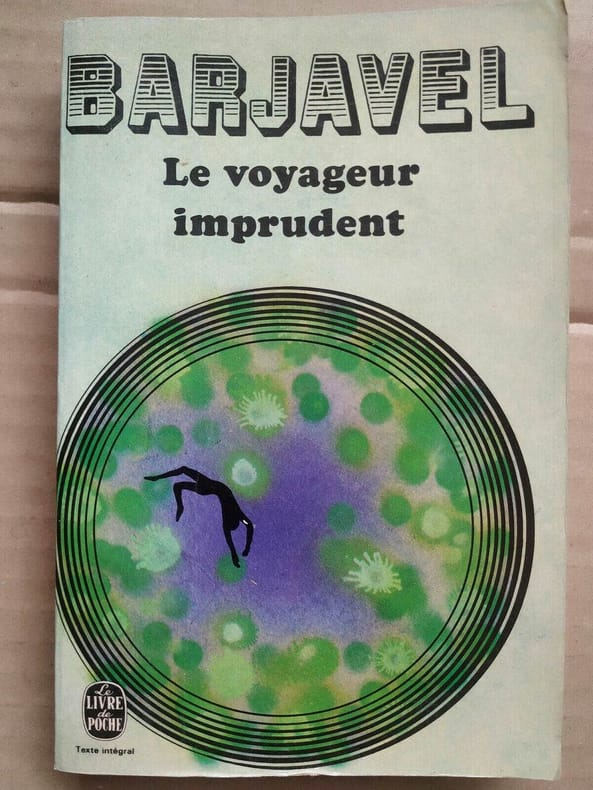 BARJAVEL
Le voyageur
imprudent
Le
LIVRE
de
POCHE
Texte intégral